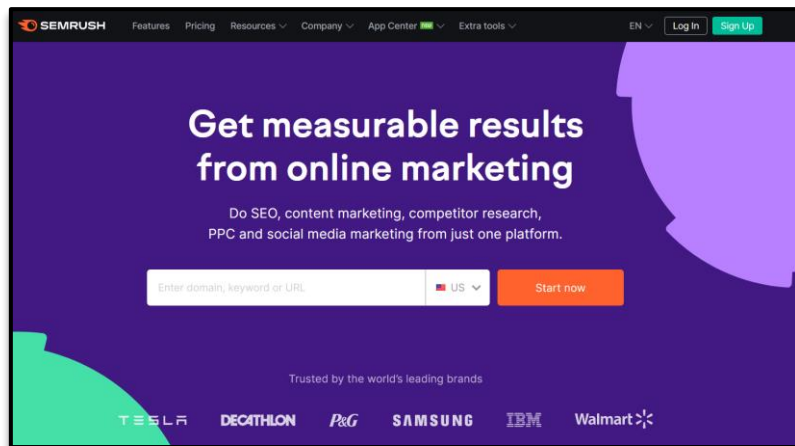 SEMRUSH Features Pricing Resources Company App Center NEW Extra tools EN Log In Sign Up
Get measurable results
from online marketing
Do SEO, content marketing, competitor research,
PPC and social media marketing from just one platform.
Enter domain, keyword or URL US Start now
Trusted by the world's leading brands
TESLA DECATHLON P&G SAMSUNG IBM Walmart